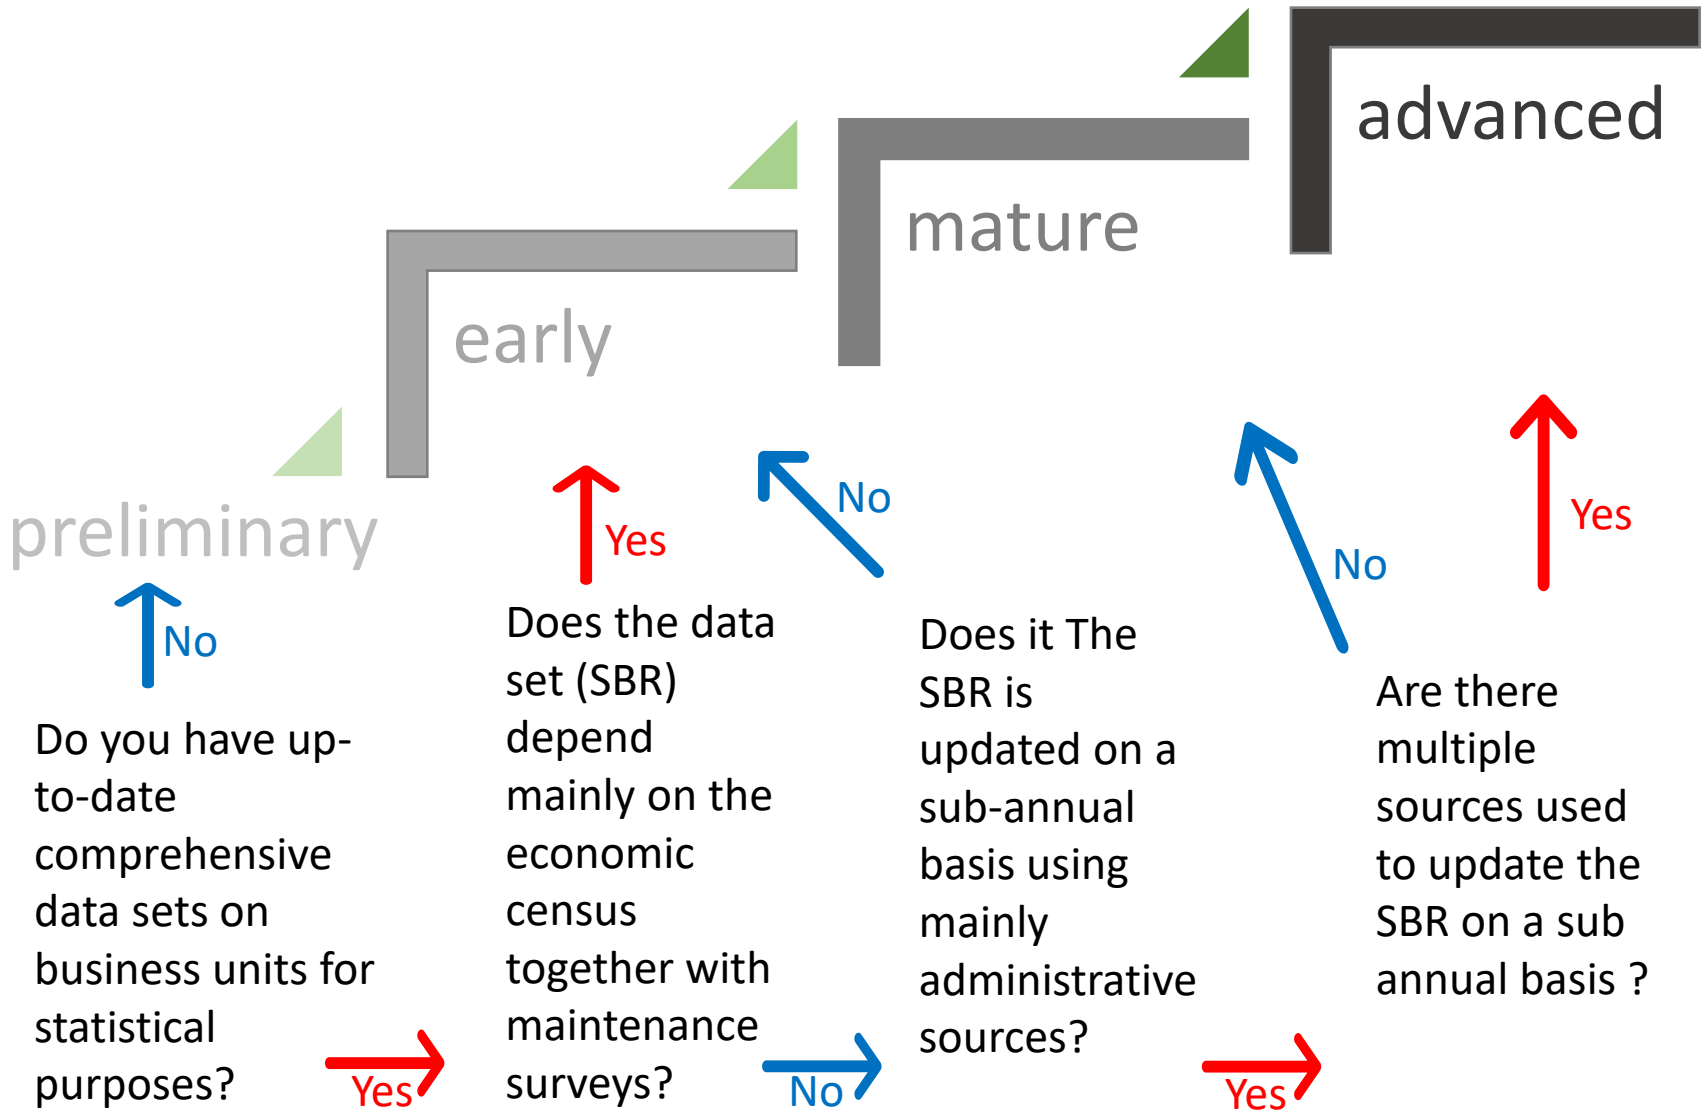 advanced
mature
early
preliminary
No
Do you have up-
to-date
comprehensive
data sets on
business units for
statistical
purposes?
Yes
Yes
Does the data
set (SBR)
depend
mainly on the
economic
census
together with
maintenance
surveys?
No
No
Does it The
SBR is
updated on a
sub-annual
basis using
mainly
administrative
sources?
Yes
No
Yes
Are there
multiple
sources used
to update the
SBR on a sub
annual basis ?